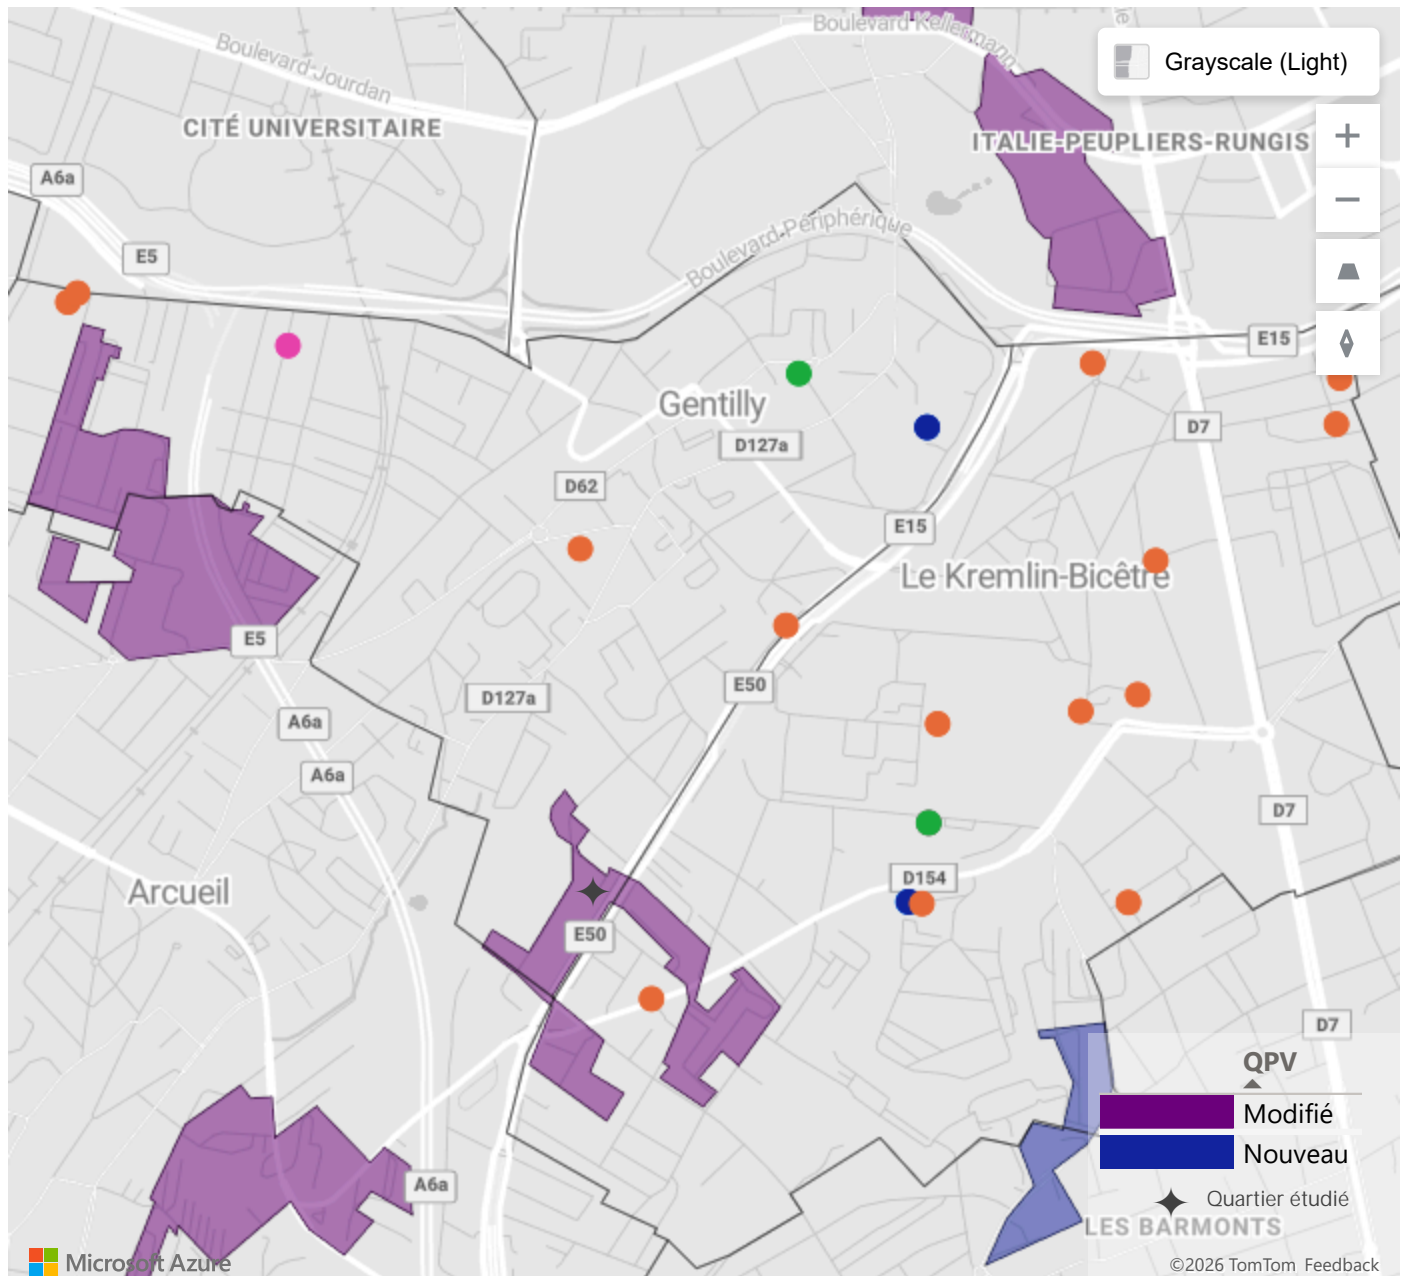 Boulevard Kellermann
Boulevard Jourdan
Grayscale (Light)
CITÉ UNIVERSITAIRE
ITALIE-PEUPLIERS-RUNGIS
A6a
Boulevard Périphérique
E5
E15
Gentilly
D7
D127a
D62
E15
Le Kremlin-Bicêtre
E5
E50
D127a
A6a
A6a
D7
D154
Arcueil
E50
D7
QPV
Modifié
Nouveau
A6a
Quartier étudié
LES BARMONTS
Microsoft Azure
©2026 TomTom Feedback